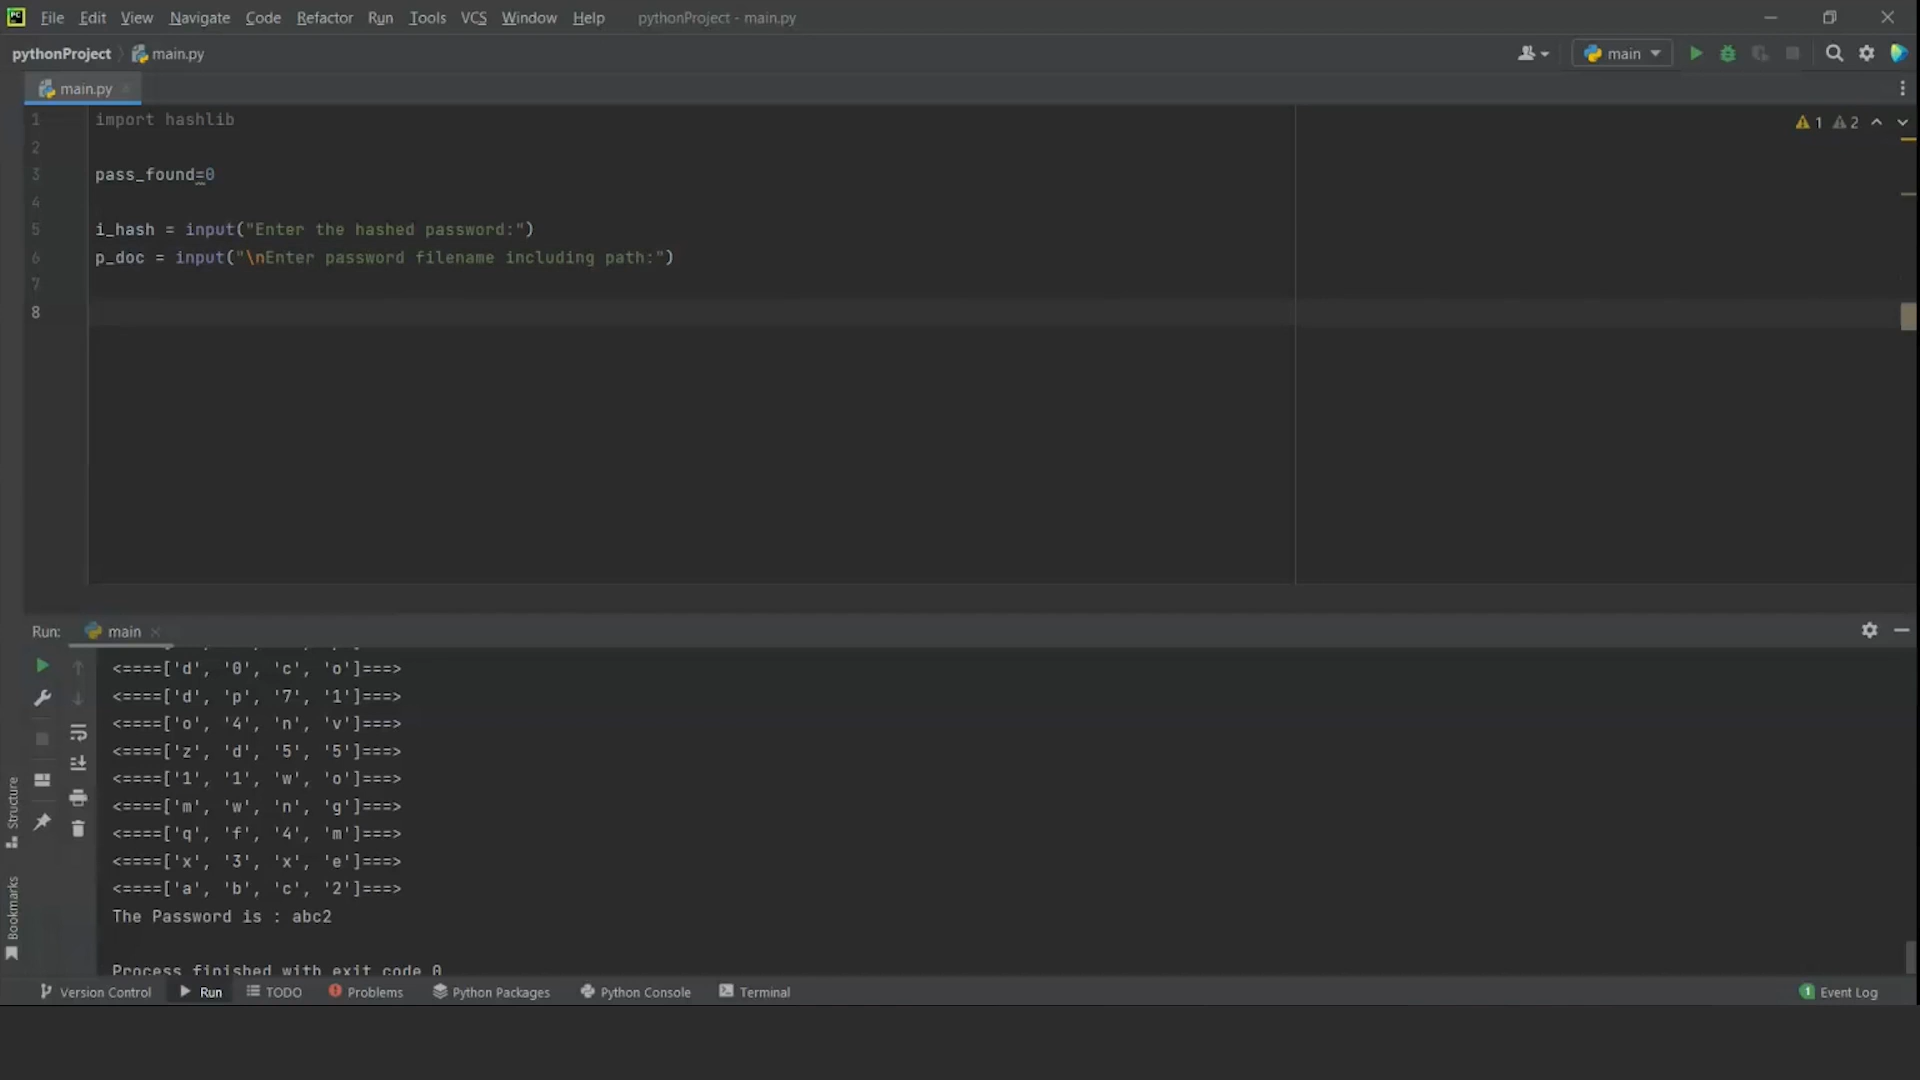 PC File Edit View Navigate Code Refactor Run Tools VCS Window Help pythonProject - main.py
pythonProject main.py main
main.py
1 import hashlib
1 2
2
3 pass_found=0
4
5 i_hash = input("Enter the hashed password:")
6 p_doc = input("\nEnter password filename including path:")
7
8
Run: main
<====['d', '0', 'c', 'o']===>
<====['d', 'p', '7', '1']===>
<====['o', '4', 'n', 'v']===>
<====['z', 'd', '5', '5']===>
<====['1', '1', 'w', 'o']===>
<====['m', 'w', 'n', 'g']===>
<====['q', 'f', '4', 'm']===>
<====['x', '3', 'x', 'e']===>
<====['a', 'b', 'c', '2']===>
The Password is : abc2
Process finished with exit code 0
Structure
Bookmarks
Version Control Run TODO Problems Python Packages Python Console Terminal 1 Event Log